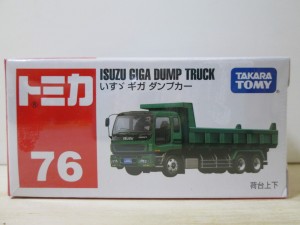 トミカ
76
ISUZU GIGA DUMP TRUCK
いすゞ ギガ ダンプカー
TAKARA
TOMY
荷台上下